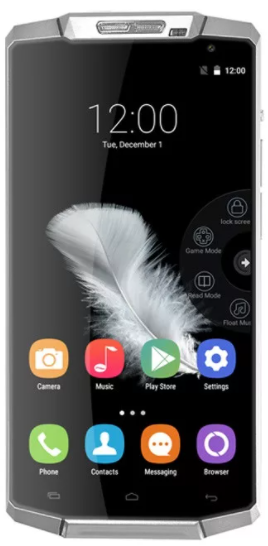 12:00
12:00
Tue, December 1
lock scree
Game Mode
Read Mode
Float Mu
Camera
Music
Play Store
Settings
Phone
Contacts
Messaging
Browser